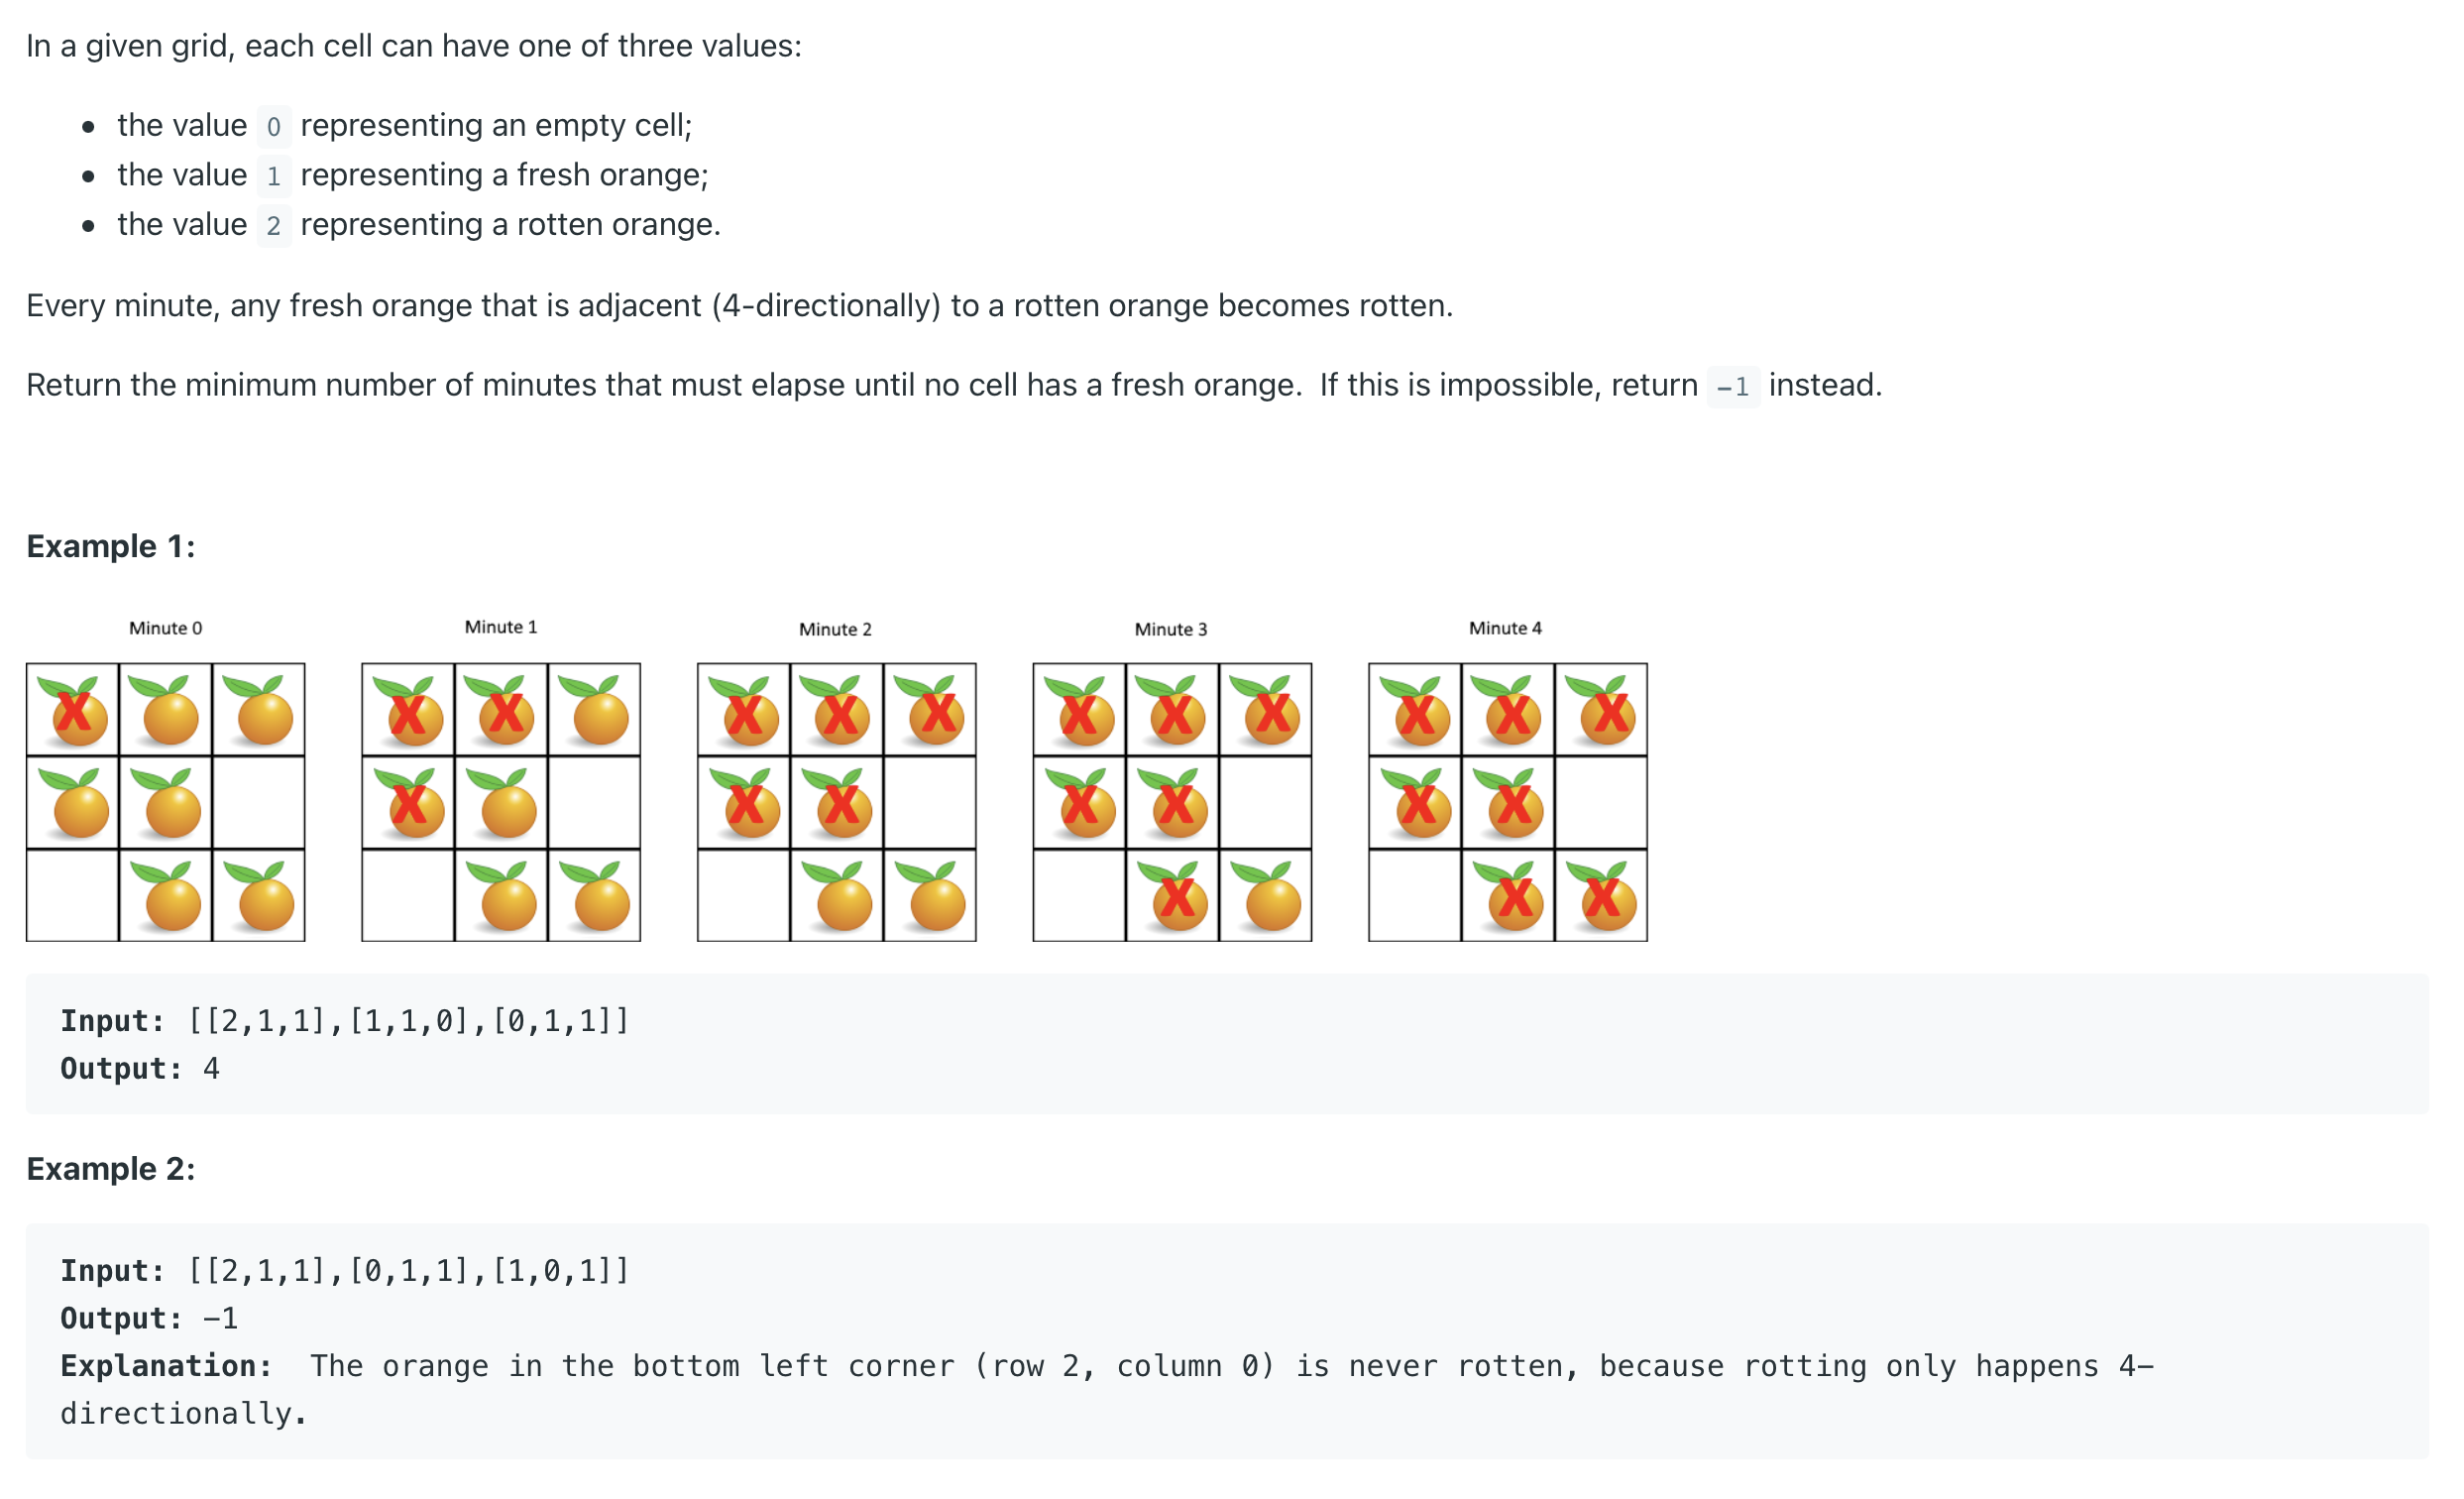 In a given grid, each cell can have one of three values:
• the value 0 representing an empty cell;
• the value 1 representing a fresh orange;
• the value 2 representing a rotten orange.
Every minute, any fresh orange that is adjacent (4-directionally) to a rotten orange becomes rotten.
Return the minimum number of minutes that must elapse until no cell has a fresh orange.  If this is impossible, return -1 instead.
Example 1:
Minute 0 Minute 1 Minute 2 Minute 3 Minute 4
X X X X X X X X X X X
X X X X X X X
X X X
Input: [[2,1,1],[1,1,0],[0,1,1]]
Output: 4
Example 2:
Input: [[2,1,1],[0,1,1],[1,0,1]]
Output: -1
Explanation:  The orange in the bottom left corner (row 2, column 0) is never rotten, because rotting only happens 4-
directionally.